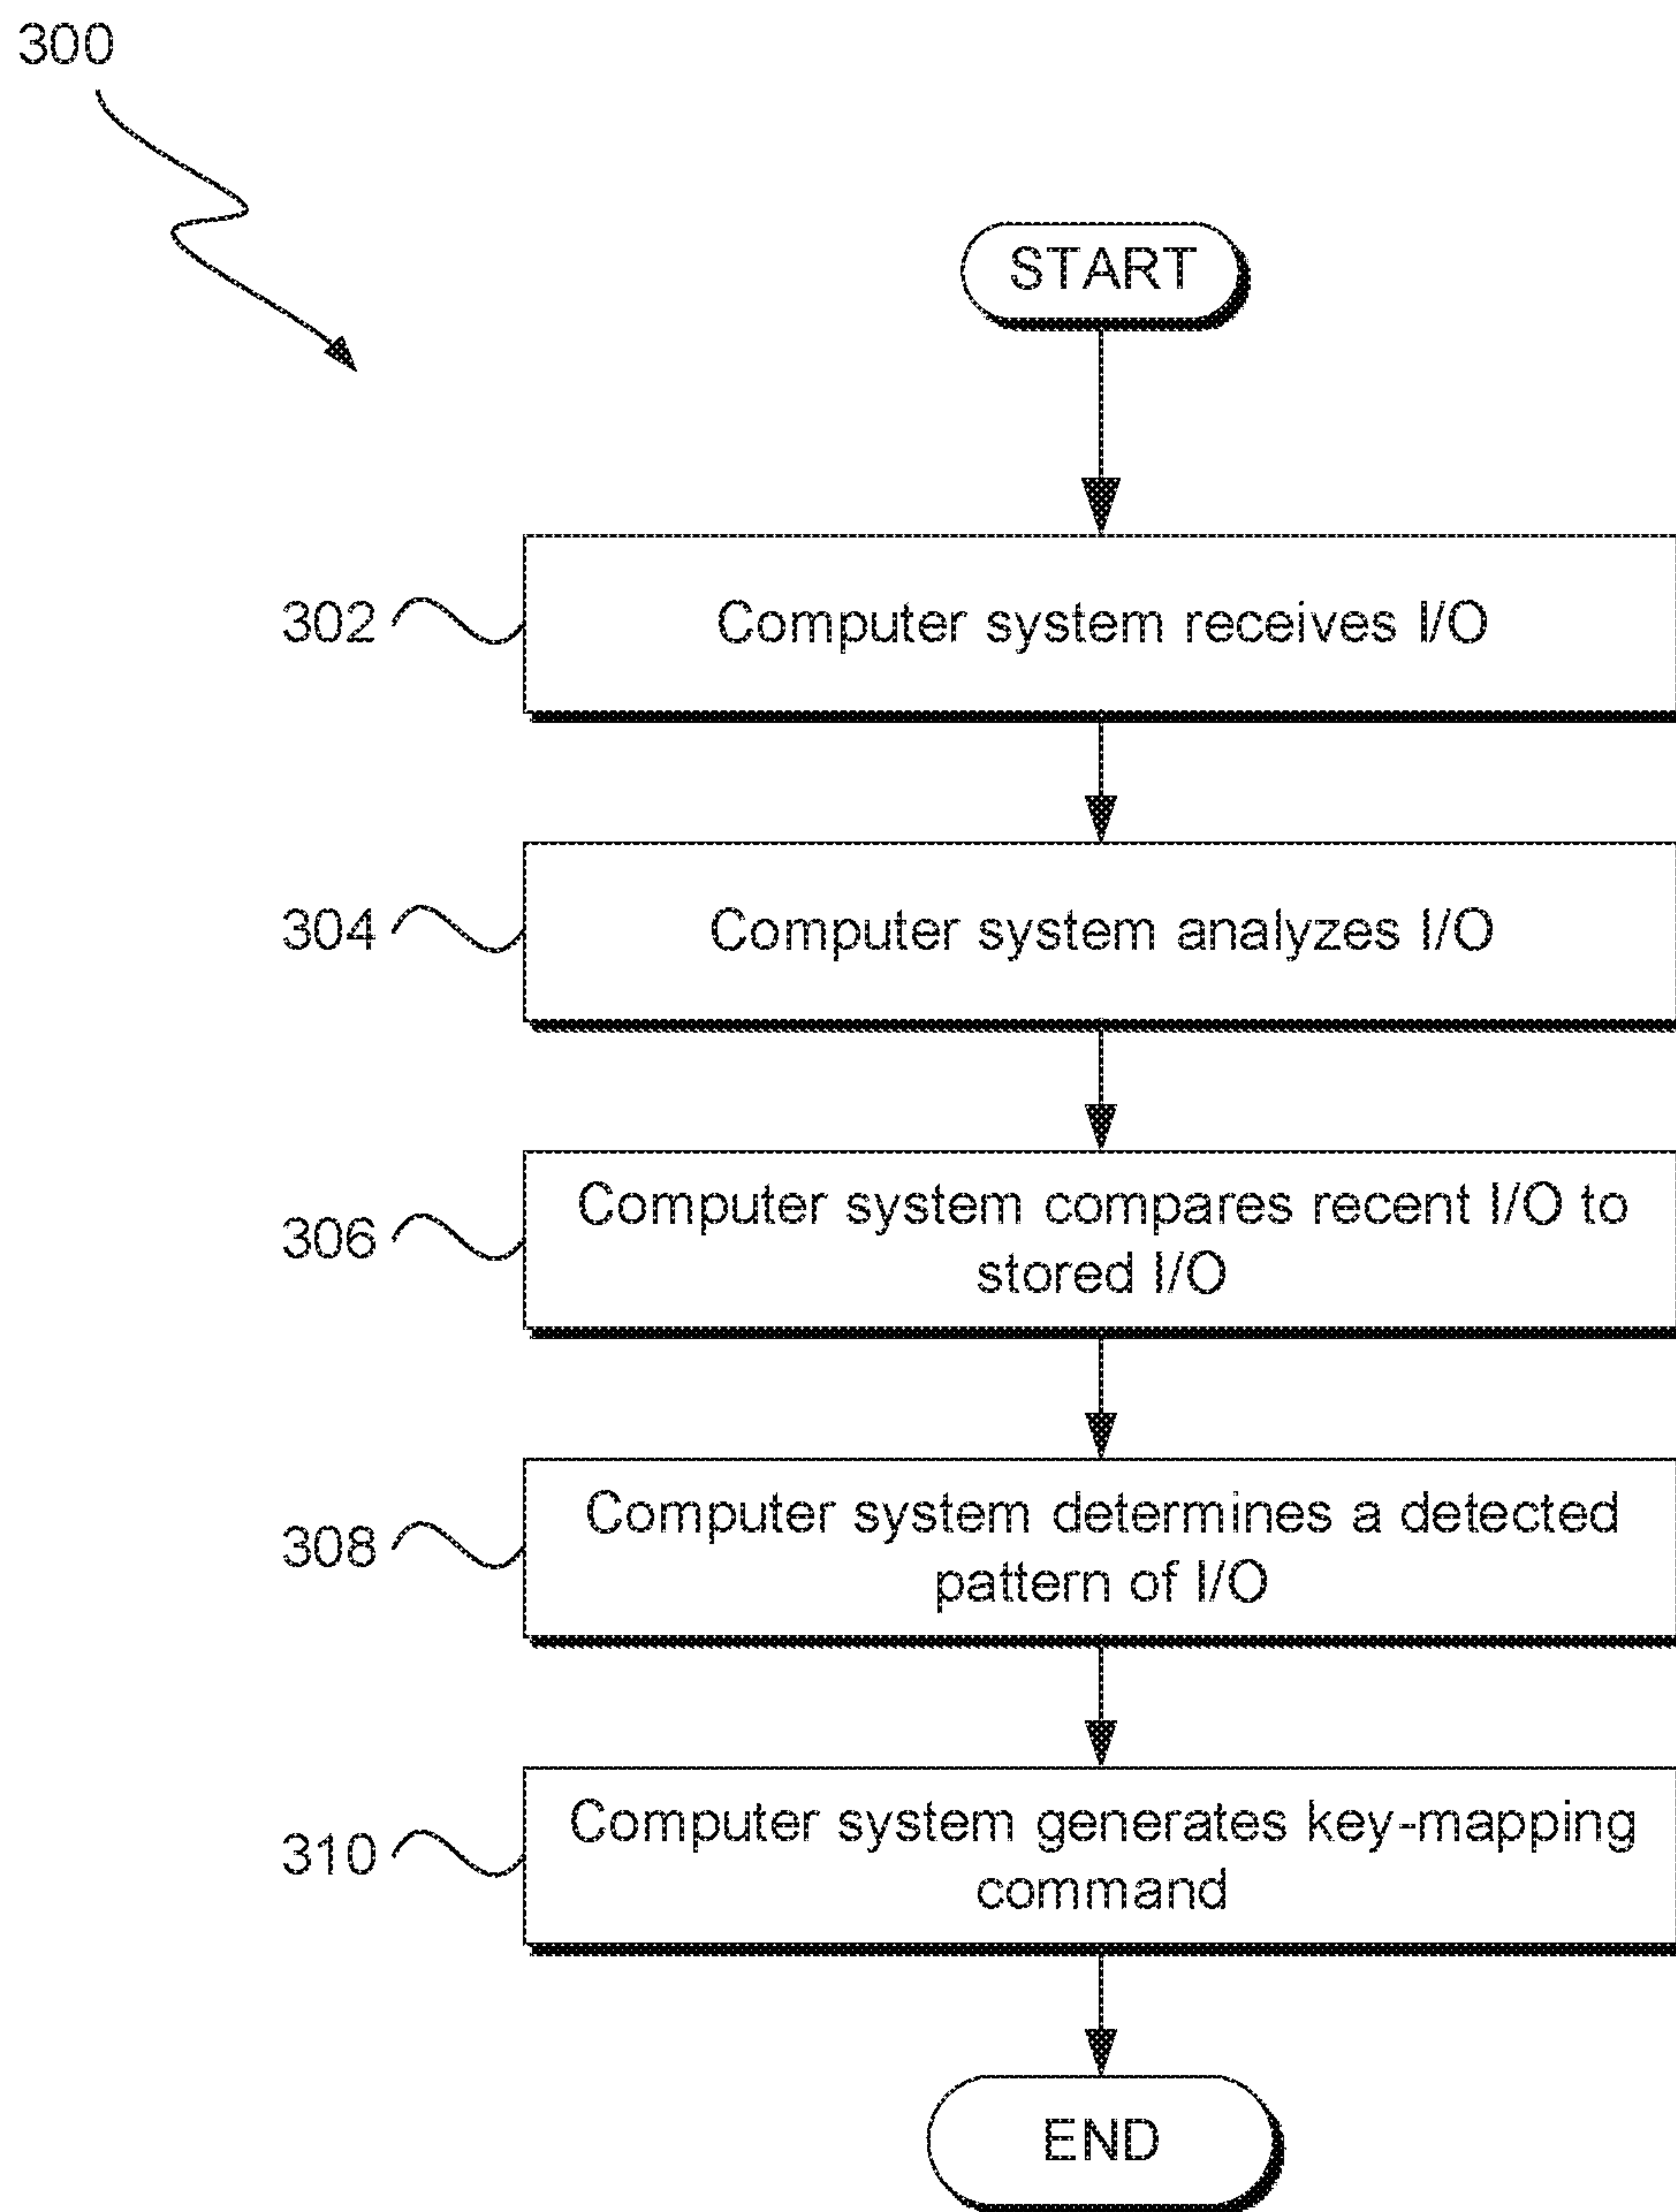 300
START
302
Computer system receives I/O
304
Computer system analyzes I/O
306
Computer system compares recent I/O to
stored I/O
308
Computer system determines a detected
pattern of I/O
310
Computer system generates key-mapping
command
END